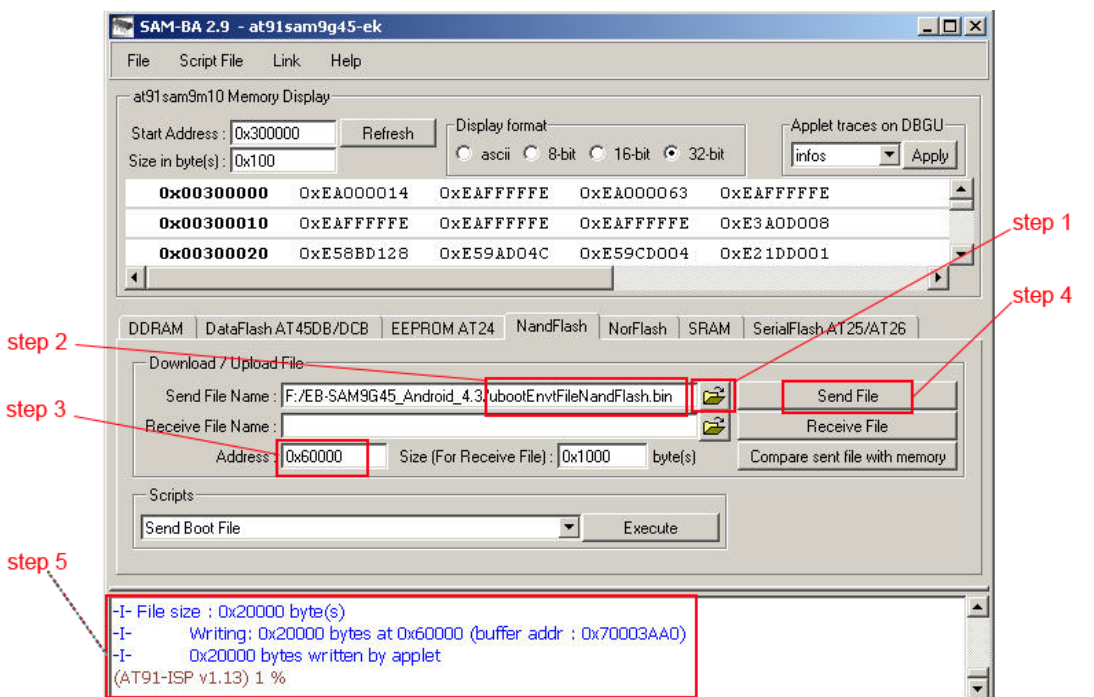 SAM-BA 2.9 - at91sam9g45-ek
File Script File Link Help
at91sam9m10 Memory Display
Start Address : 0x300000 Refresh
Size in byte(s) : 0x100
Display format
ascii 8-bit 16-bit 32-bit
Applet traces on DBGU
infos Apply
0x00300000 0xEA000014 0xEAFFFFFE 0xEA000063 0xEAFFFFFE
0x00300010 0xEAFFFFFE 0xEAFFFFFE 0xEAFFFFFE 0xE3A0D008
0x00300020 0xE58BD128 0xE59AD04C 0xE59CD004 0xE21DD001
step 1
step 4
DDRAM DataFlash AT45DB/DCB EEPROM AT24 NandFlash NorFlash SRAM SerialFlash AT25/AT26
step 2
Download / Upload File
Send File Name : F:/EB-SAM9G45_Android_4.3/ubootEnvtFileNandFlash.bin Send File
step 3
Receive File Name : Receive File
Address : 0x60000 Size (For Receive File) : 0x1000 byte(s) Compare sent file with memory
Scripts
Send Boot File Execute
step 5
-I- File size : 0x20000 byte(s)
-I- Writing: 0x20000 bytes at 0x60000 (buffer addr : 0x70003AA0)
-I- 0x20000 bytes written by applet
(AT91-ISP v1.13) 1 %